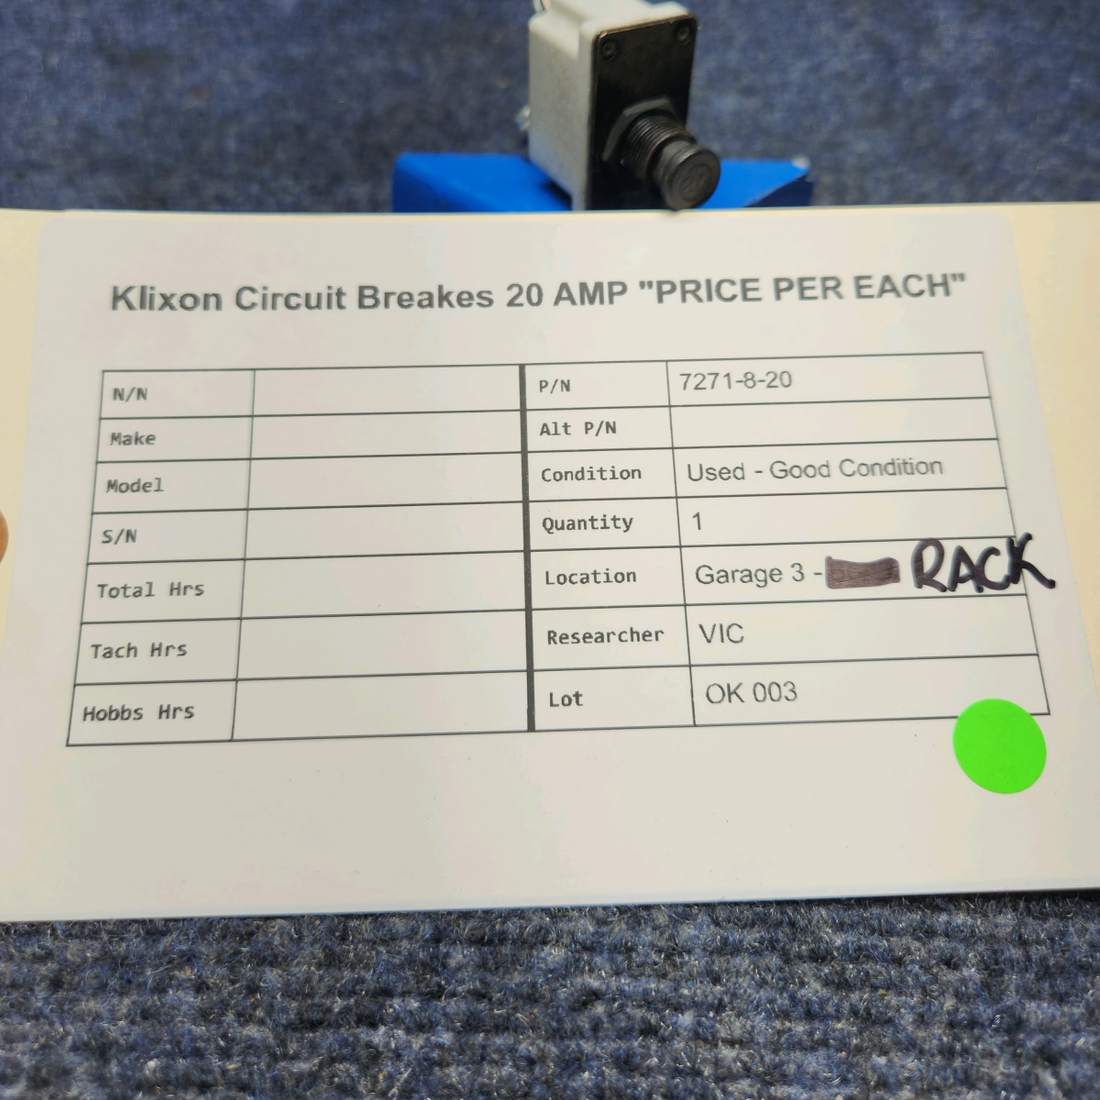 Klixon Circuit Breakes 20 AMP "PRICE PER EACH"
N/N
P/N 7271-8-20
Make
Alt P/N
Model
Condition Used - Good Condition
S/N
Quantity 1
Total Hrs
Location Garage 3 - RACK
Tach Hrs
Researcher VIC
Hobbs Hrs
Lot OK 003